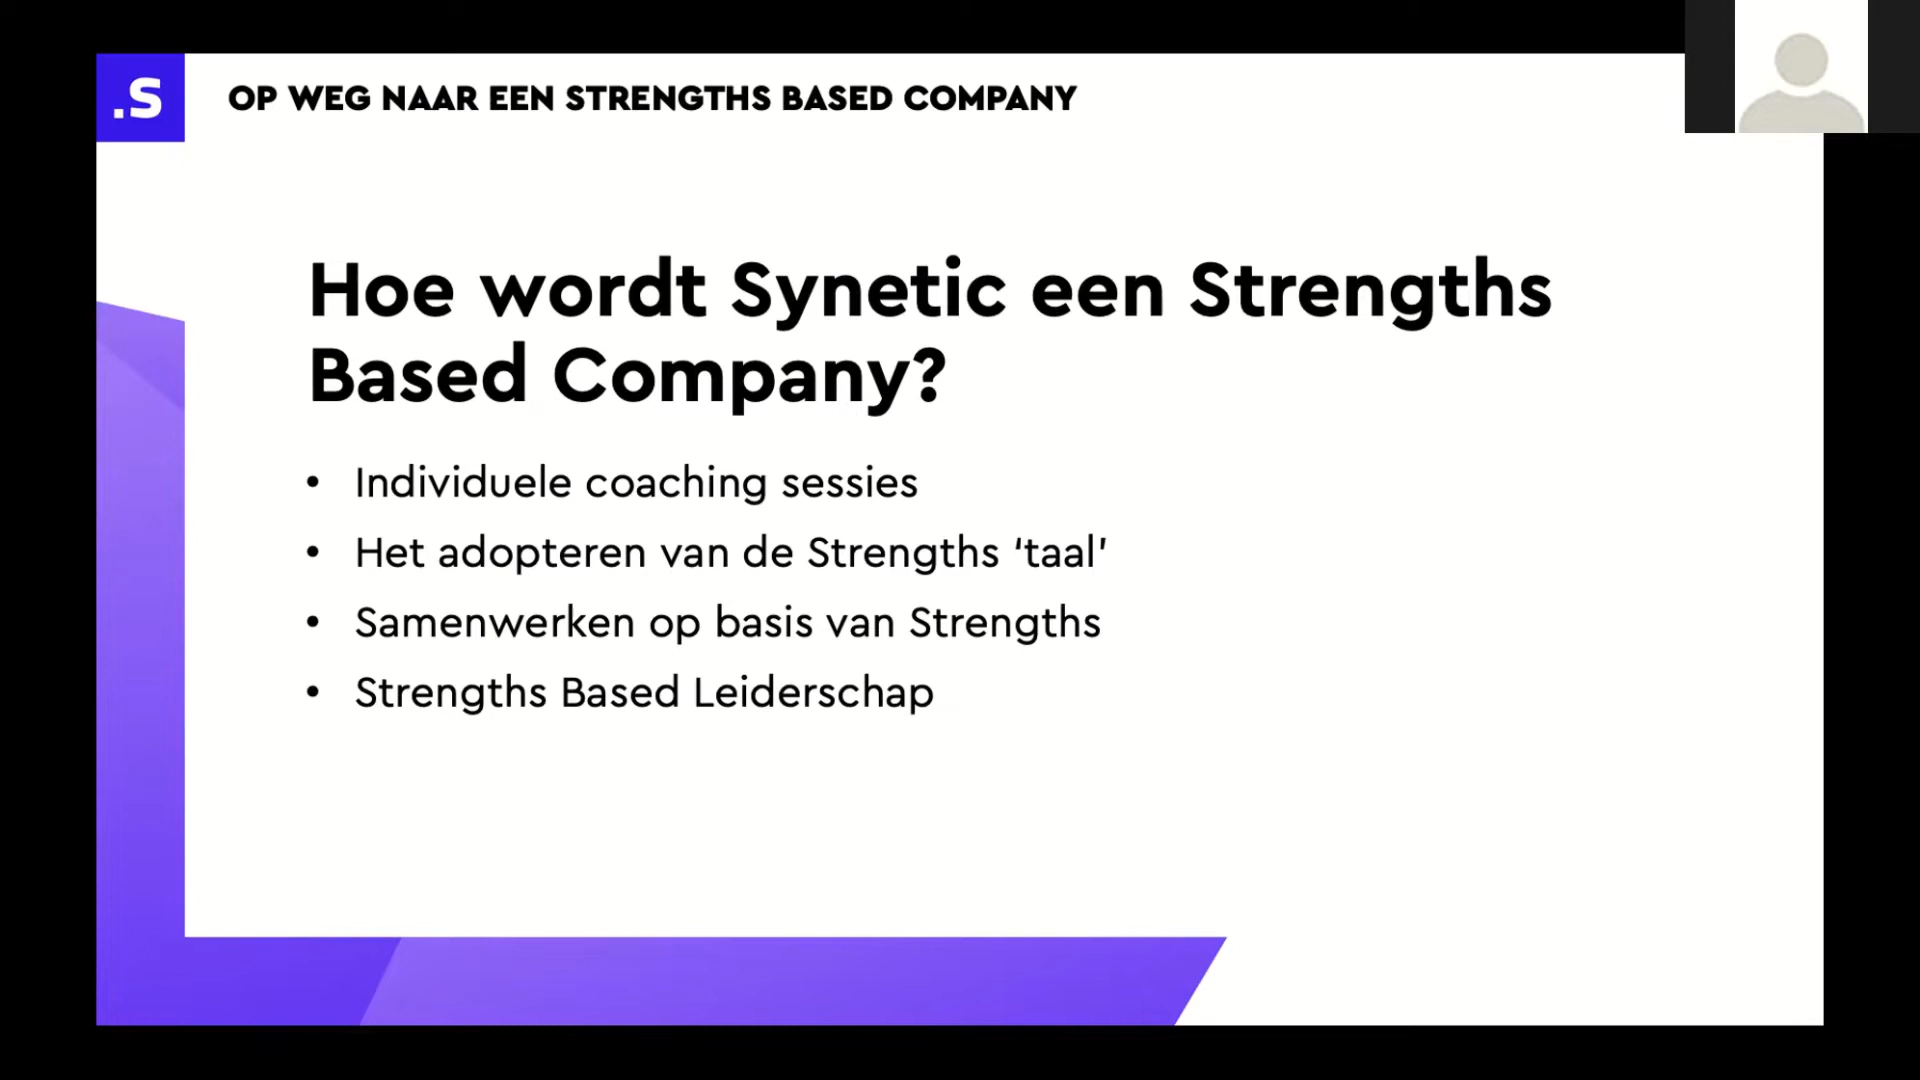 .S
OP WEG NAAR EEN STRENGTHS BASED COMPANY
Hoe wordt Synetic een Strengths
Based Company?
• Individuele coaching sessies
• Het adopteren van de Strengths ‘taal’
• Samenwerken op basis van Strengths
• Strengths Based Leiderschap